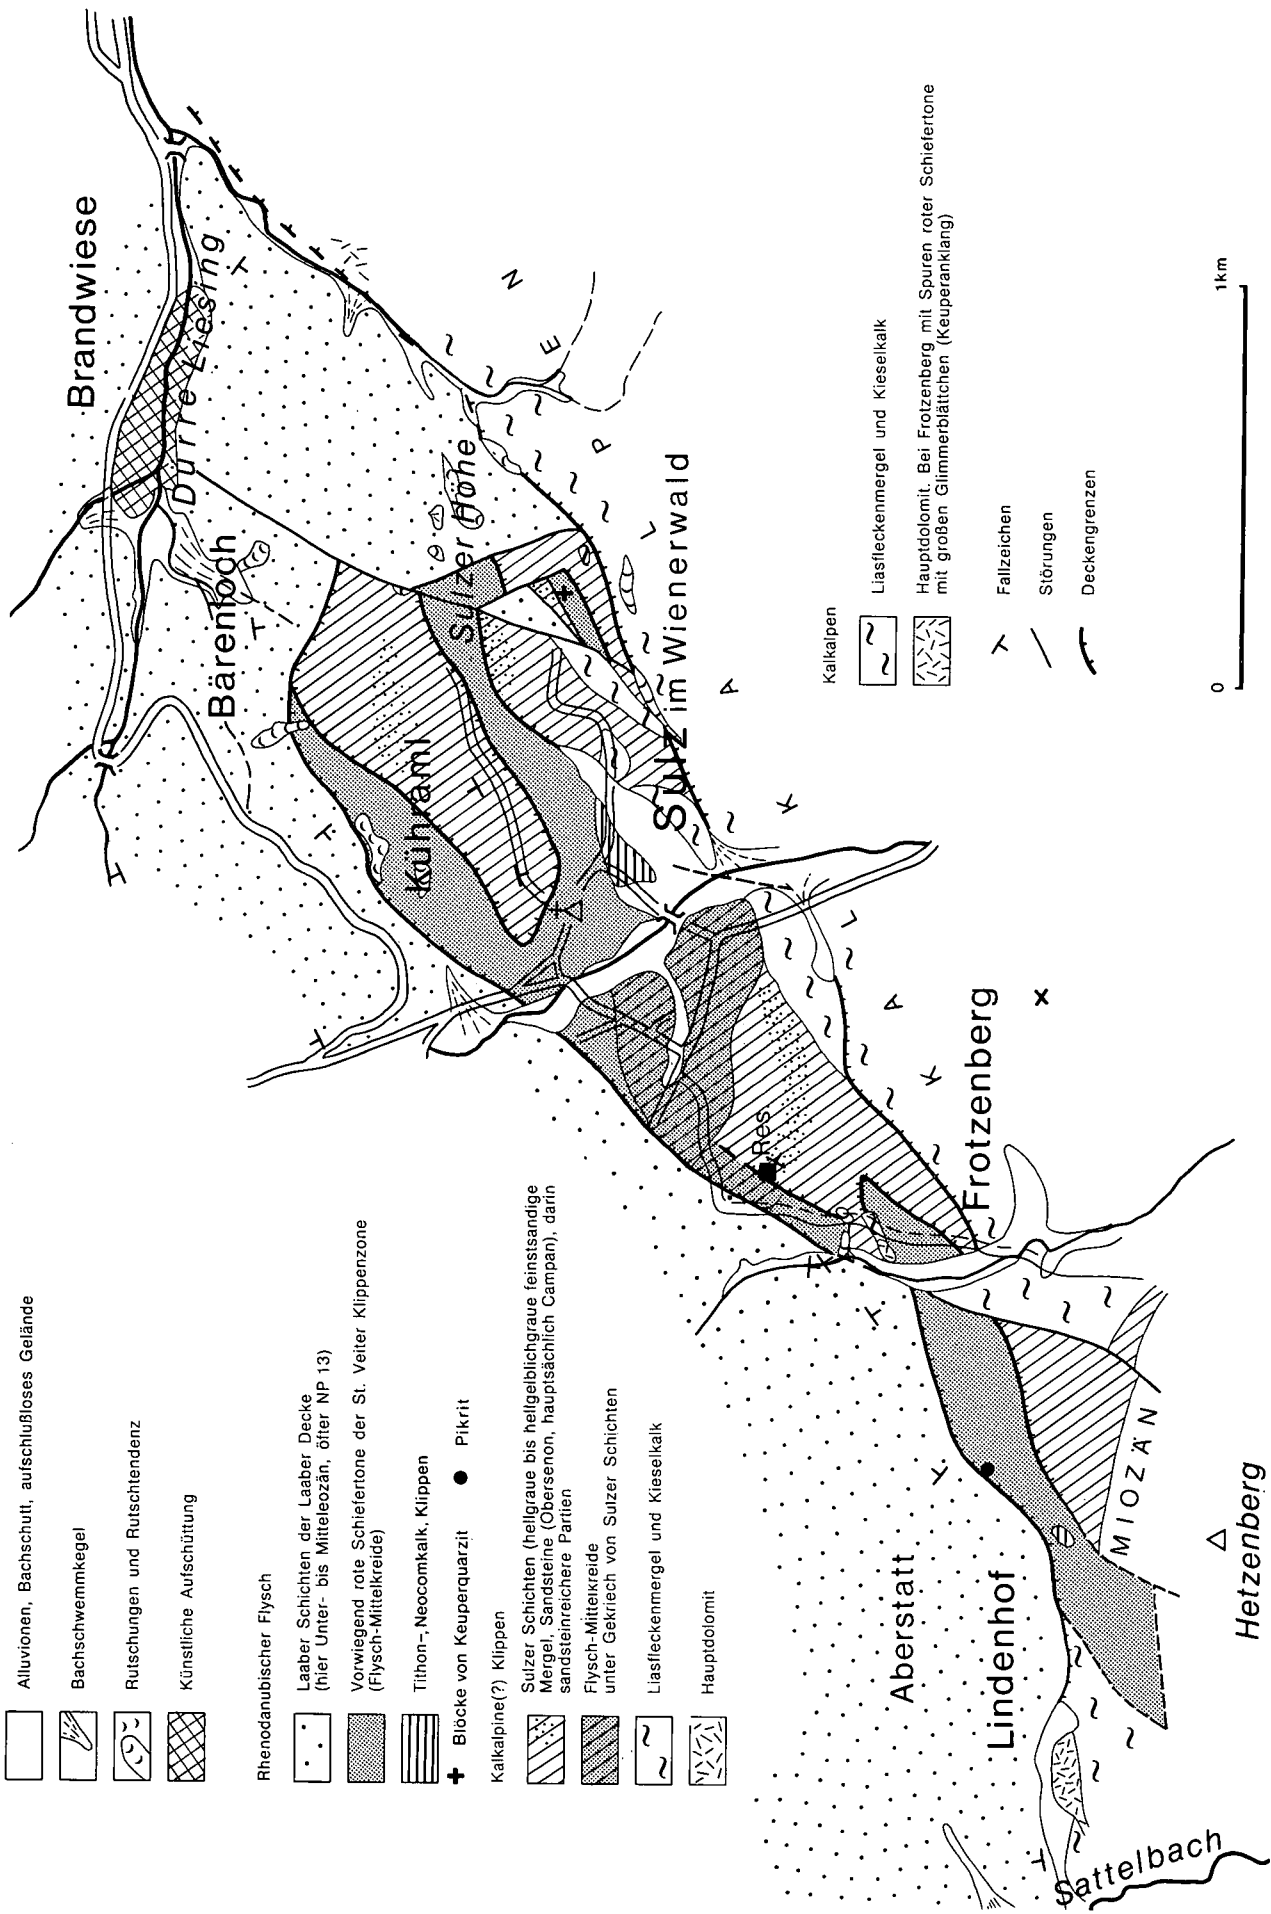 Alluvionen, Bachschutt, aufschlußloses Gelände
Bachschwemmkegel
Rutschungen und Rutschtendenz
Künstliche Aufschüttung
Rhenodanubischer Flysch
Laaber Schichten der Laaber Decke
(hier Unter- bis Mitteleozän, öfter NP 13)
Vorwiegend rote Schiefertone der St. Veiter Klippenzone
(Flysch-Mittelkreide)
Tithon-, Neocomkalk, Klippen
Blöcke von Keuperquarzit
Pikrit
Kalkalpine(?) Klippen
Sulzer Schichten (hellgraue bis hellgelblichgraue feinstsandige
Mergel, Sandsteine (Obersenon, hauptsächlich Campan), darin
sandsteinreichere Partien
Flysch-Mittelkreide
unter Gekriech von Sulzer Schichten
Liasfleckenmergel und Kieselkalk
Hauptdolomit
Brandwiese
Dürre Liesing
Bärenloch
Sulzer Höhe
Kühraml
Sulz im Wienerwald
KALKALPEN
Res
Frotzenberg
Aberstatt
Lindenhof
MIOZÄN
Hetzenberg
Sattelbach
Kalkalpen
Liasfleckenmergel und Kieselkalk
Hauptdolomit. Bei Frotzenberg mit Spuren roter Schiefertone
mit großen Glimmerblättchen (Keuperanklang)
Fallzeichen
Störungen
Deckengrenzen
0
1km